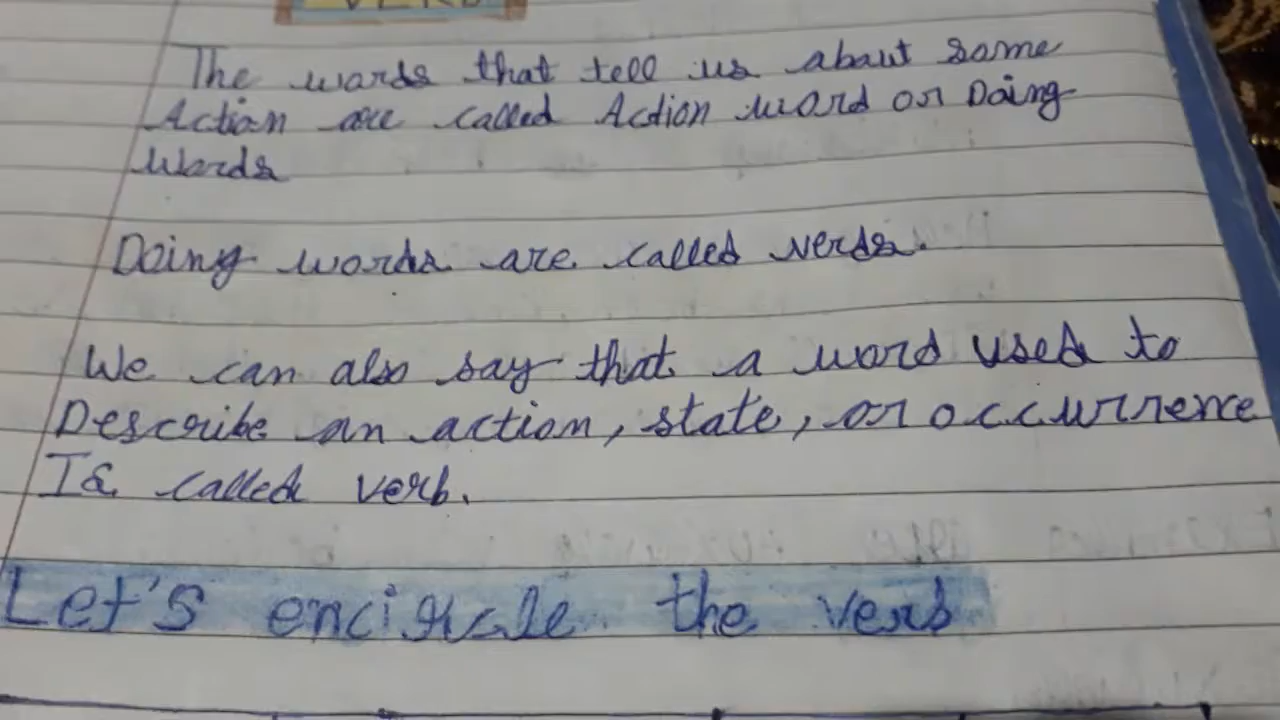 VERB
The words that tell us about some
Action are called Action word or Doing
Words
Doing words are called verbs.
We can also say that a word used to
Describe an action, state, or occurrence
Is called verb.
Let's encircle the verb